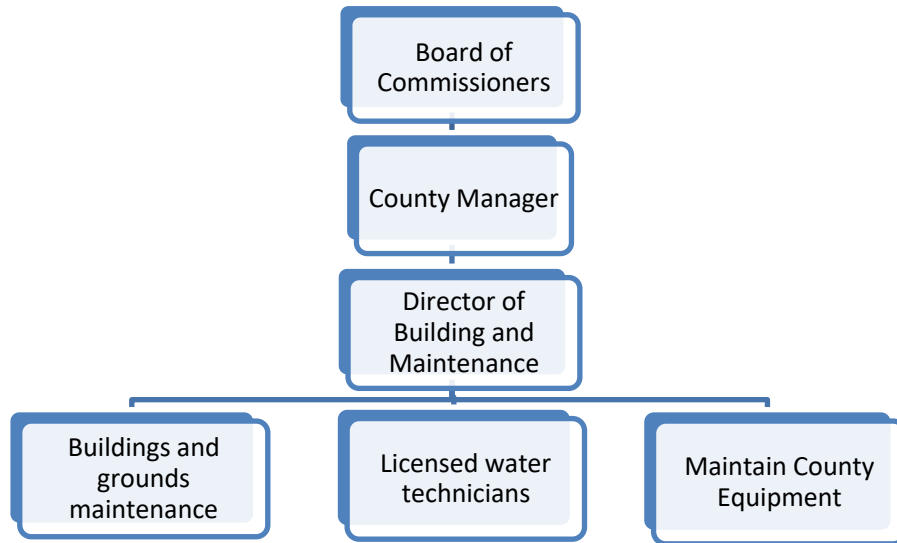 Board of
Commissioners
County Manager
Director of
Building and
Maintenance
Buildings and
grounds
maintenance
Licensed water
technicians
Maintain County
Equipment